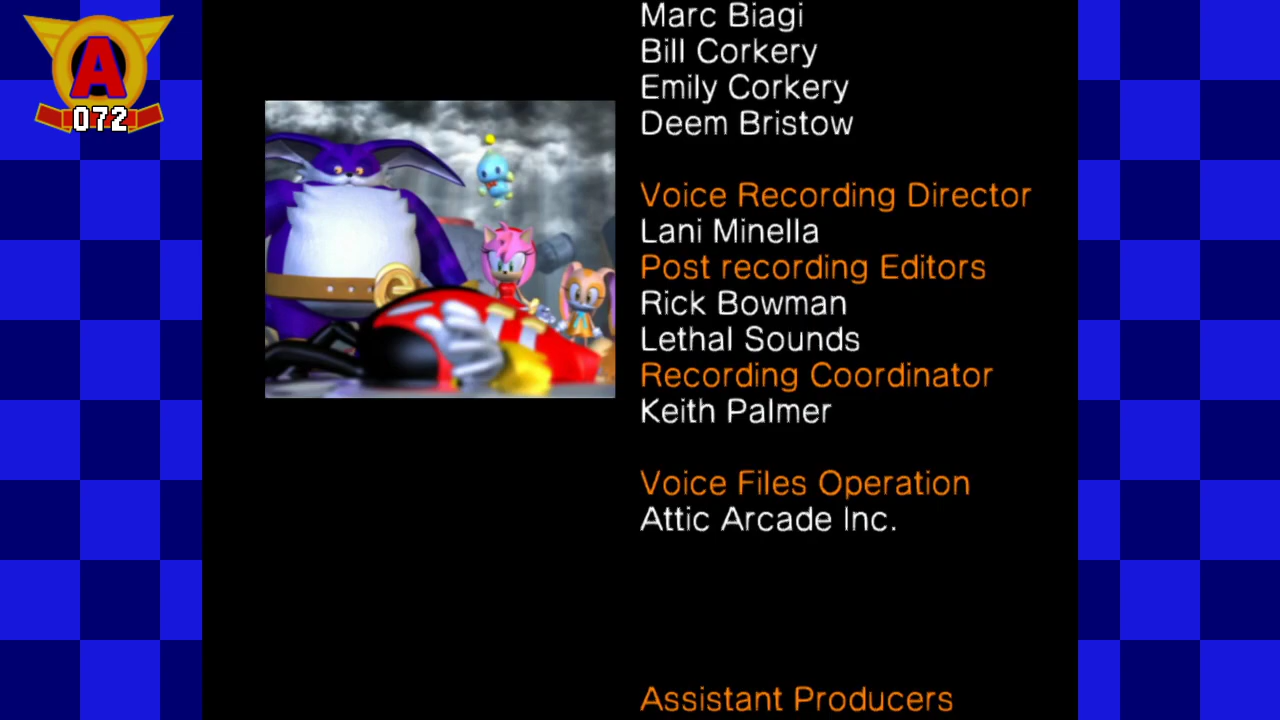 A
072
Marc Biagi
Bill Corkery
Emily Corkery
Deem Bristow
Voice Recording Director
Lani Minella
Post recording Editors
Rick Bowman
Lethal Sounds
Recording Coordinator
Keith Palmer
Voice Files Operation
Attic Arcade Inc.
Assistant Producers